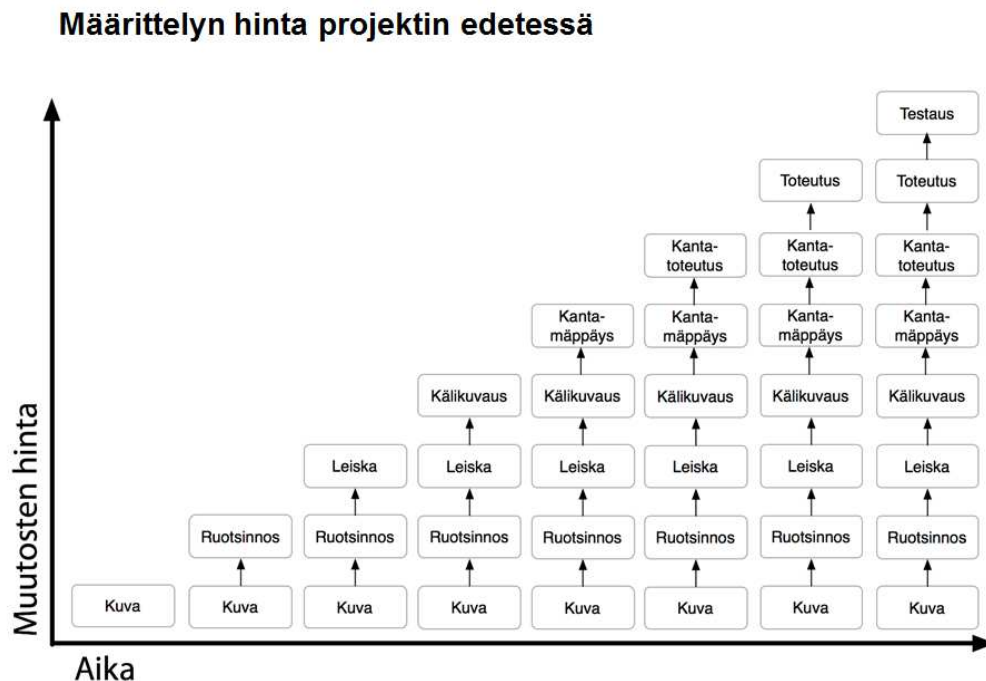 Määrittelyn hinta projektin edetessä
Testaus
Toteutus
Toteutus
Kanta-
toteutus
Kanta-
toteutus
Kanta-
toteutus
Kanta-
mäppäys
Kanta-
mäppäys
Kanta-
mäppäys
Kanta-
mäppäys
Kälikuvaus
Kälikuvaus
Kälikuvaus
Kälikuvaus
Kälikuvaus
Leiska
Leiska
Leiska
Leiska
Leiska
Leiska
Ruotsinnos
Ruotsinnos
Ruotsinnos
Ruotsinnos
Ruotsinnos
Ruotsinnos
Ruotsinnos
Kuva
Kuva
Kuva
Kuva
Kuva
Kuva
Kuva
Kuva
Muutosten hinta
Aika